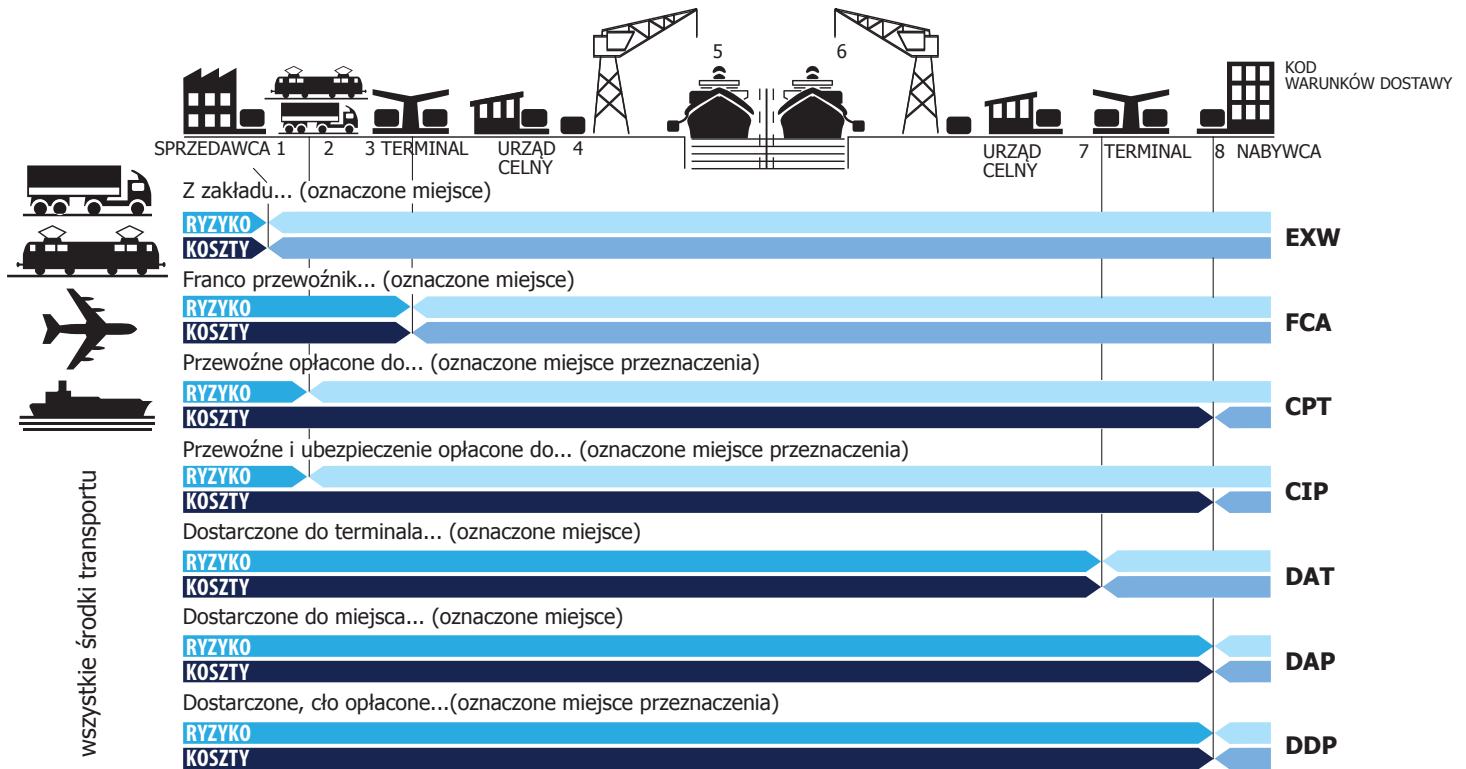 5 6
KOD
WARUNKÓW DOSTAWY
SPRZEDAWCA 1 2 3 TERMINAL URZĄD CELNY 4 URZĄD CELNY 7 TERMINAL 8 NABYWCA
Z zakładu... (oznaczone miejsce)
RYZYKO
KOSZTY
EXW
Franco przewoźnik... (oznaczone miejsce)
RYZYKO
KOSZTY
FCA
Przewoźne opłacone do... (oznaczone miejsce przeznaczenia)
RYZYKO
KOSZTY
CPT
Przewoźne i ubezpieczenie opłacone do... (oznaczone miejsce przeznaczenia)
RYZYKO
KOSZTY
CIP
Dostarczone do terminala... (oznaczone miejsce)
RYZYKO
KOSZTY
DAT
Dostarczone do miejsca... (oznaczone miejsce)
RYZYKO
KOSZTY
DAP
Dostarczone, cło opłacone...(oznaczone miejsce przeznaczenia)
RYZYKO
KOSZTY
DDP
wszystkie środki transportu